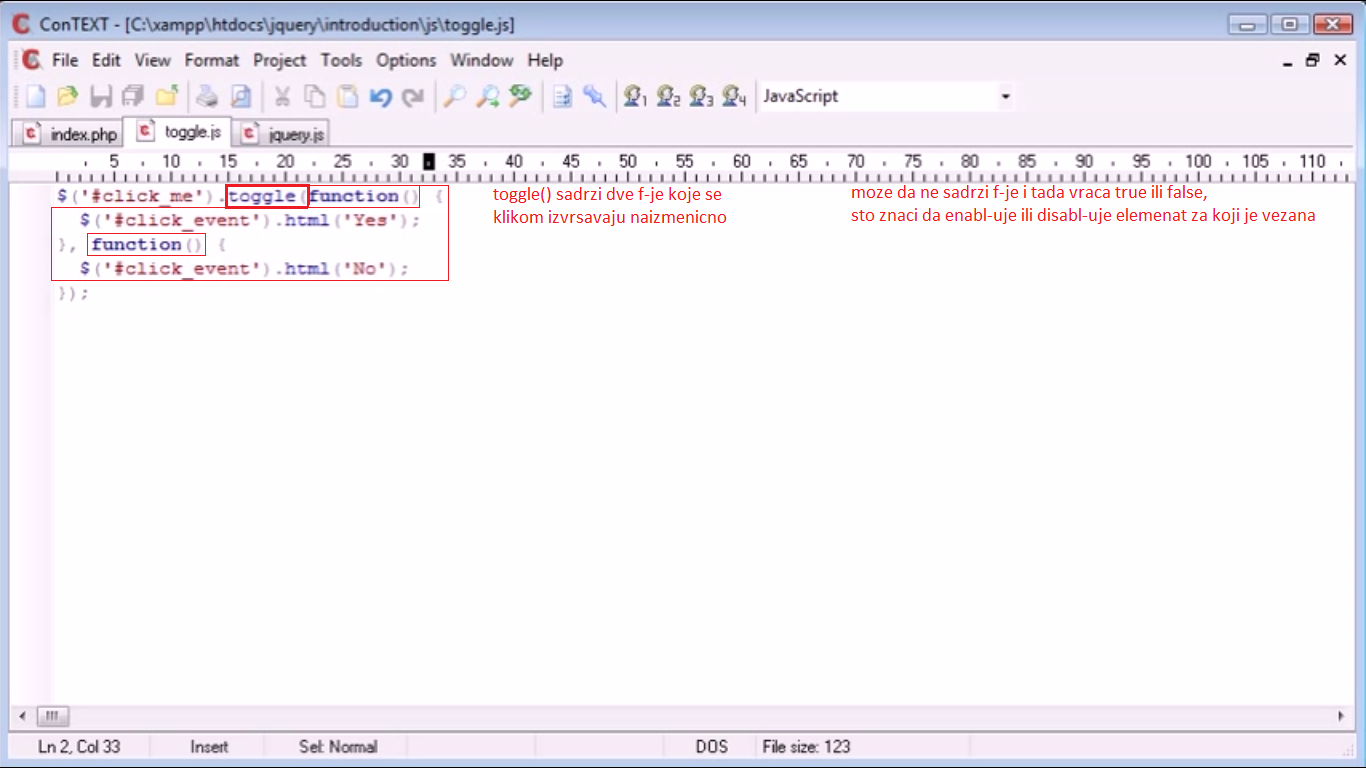 ConTEXT - [C:\xampp\htdocs\jquery\introduction\js\toggle.js]
File Edit View Format Project Tools Options Window Help
1 2 3 4 JavaScript
index.php toggle.js jquery.js
5 10 15 20 25 30 35 40 45 50 55 60 65 70 75 80 85 90 95 100 105 110
$('#click_me').toggle(function() {
$('#click_event').html('Yes');
}, function() {
$('#click_event').html('No');
});
toggle() sadrzi dve f-je koje se
klikom izvrsavaju naizmenicno
moze da ne sadrzi f-je i tada vraca true ili false,
sto znaci da enabl-uje ili disabl-uje elemenat za koji je vezana
Ln 2, Col 33 Insert Sel: Normal DOS File size: 123